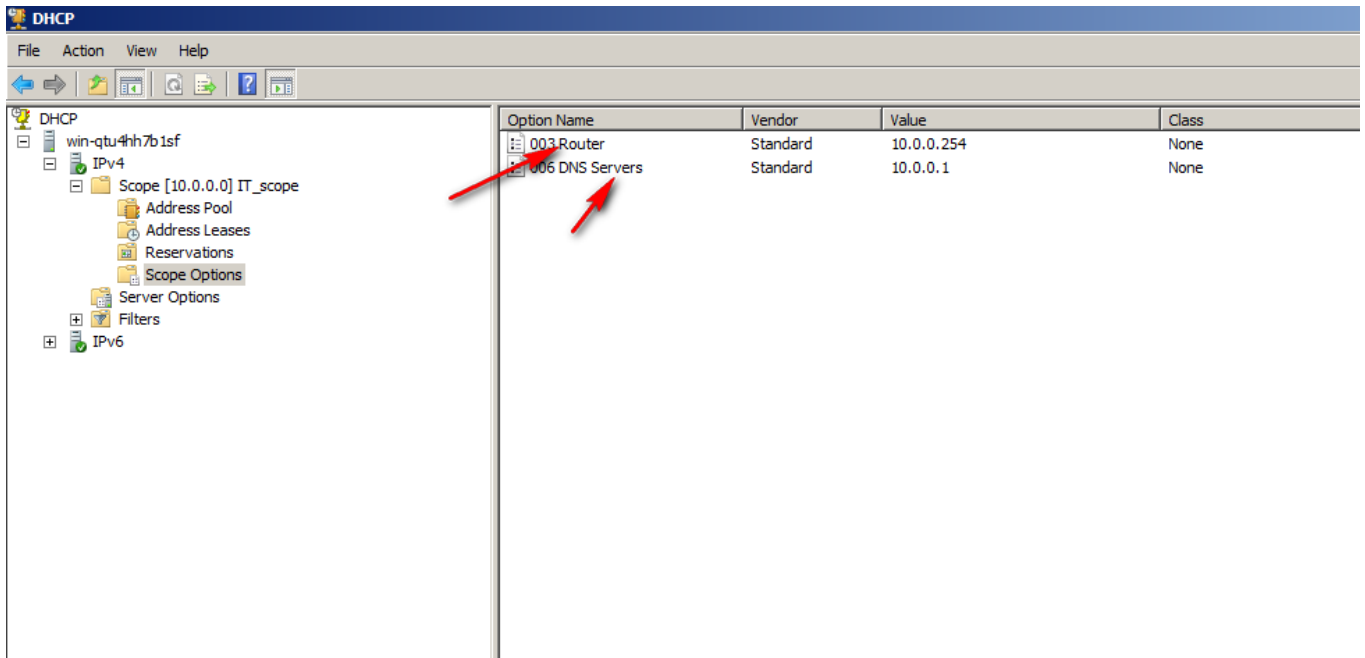 DHCP
File Action View Help
DHCP
win-qtu4hh7b1sf
IPv4
Scope [10.0.0.0] IT_scope
Address Pool
Address Leases
Reservations
Scope Options
Server Options
Filters
IPv6
Option Name Vendor Value Class
003 Router Standard 10.0.0.254 None
006 DNS Servers Standard 10.0.0.1 None